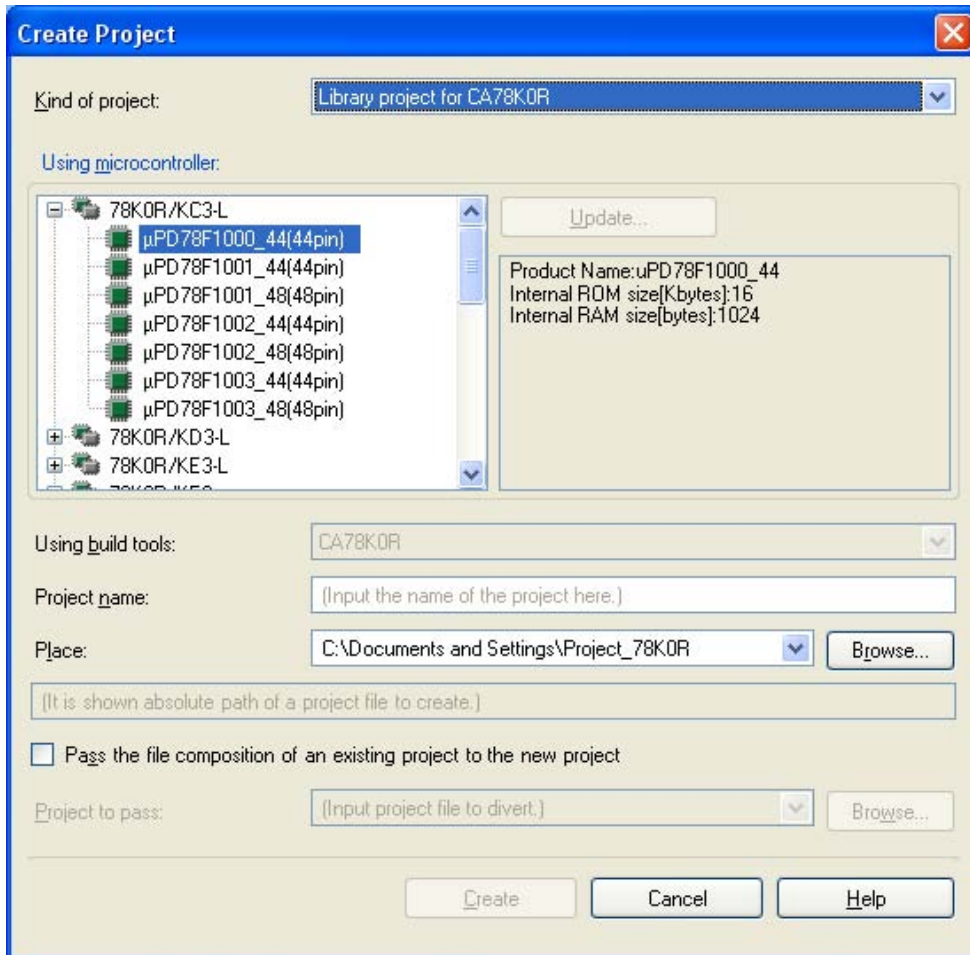 Create Project
Kind of project:
Library project for CA78K0R
Using microcontroller:
78K0R/KC3-L
µPD78F1000_44(44pin)
µPD78F1001_44(44pin)
µPD78F1001_48(48pin)
µPD78F1002_44(44pin)
µPD78F1002_48(48pin)
µPD78F1003_44(44pin)
µPD78F1003_48(48pin)
78K0R/KD3-L
78K0R/KE3-L
Update...
Product Name:uPD78F1000_44
Internal ROM size[Kbytes]:16
Internal RAM size[bytes]:1024
Using build tools:
CA78K0R
Project name:
(Input the name of the project here.)
Place:
C:\Documents and Settings\Project_78K0R
Browse...
(It is shown absolute path of a project file to create.)
Pass the file composition of an existing project to the new project
Project to pass:
(Input project file to divert.)
Browse...
Create
Cancel
Help